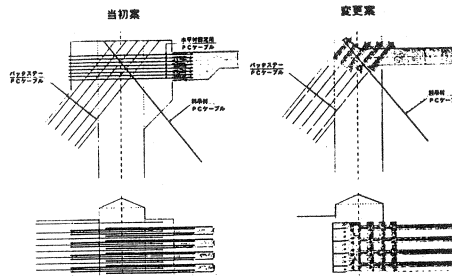 当初案
水平材固定用
PCケーブル
バックステー
PCケーブル
斜吊材
PCケーブル
変更案
バックステー
PCケーブル
斜吊材
PCケーブル